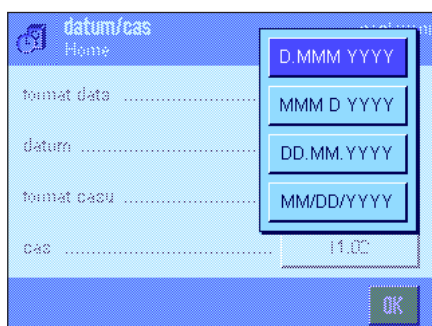 datum/cas
Home
D.MMM YYYY
format data
MMM D YYYY
datum
DD.MM.YYYY
format casu
MM/DD/YYYY
cas
11.02
OK